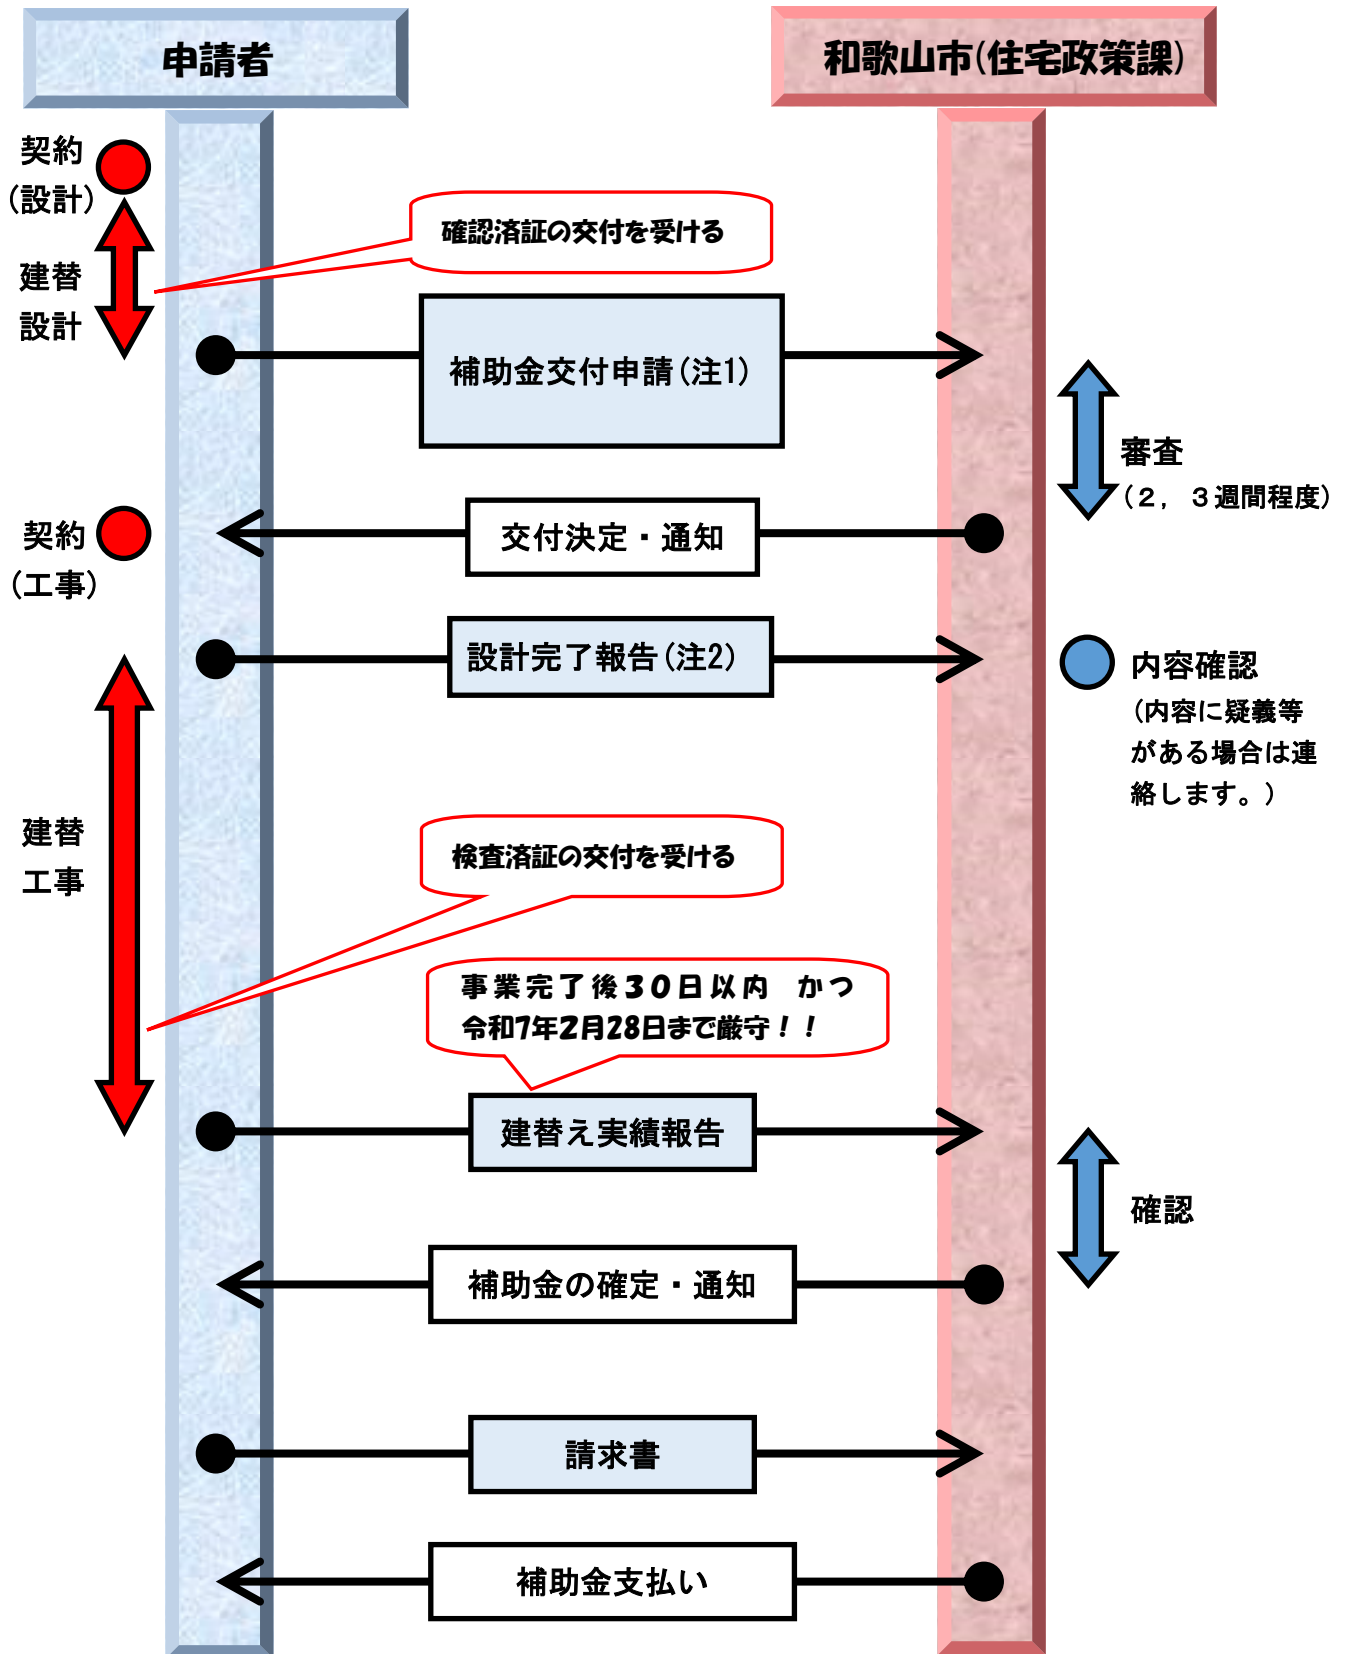 申請者
和歌山市(住宅政策課)
契約
(設計)
確認済証の交付を受ける
建替
設計
補助金交付申請(注1)
審査
(２，３週間程度)
契約
(工事)
交付決定・通知
設計完了報告(注2)
内容確認
(内容に疑義等
がある場合は連
絡します。)
建替
工事
検査済証の交付を受ける
事業完了後３０日以内　かつ
令和7年2月28日まで厳守！！
建替え実績報告
確認
補助金の確定・通知
請求書
補助金支払い